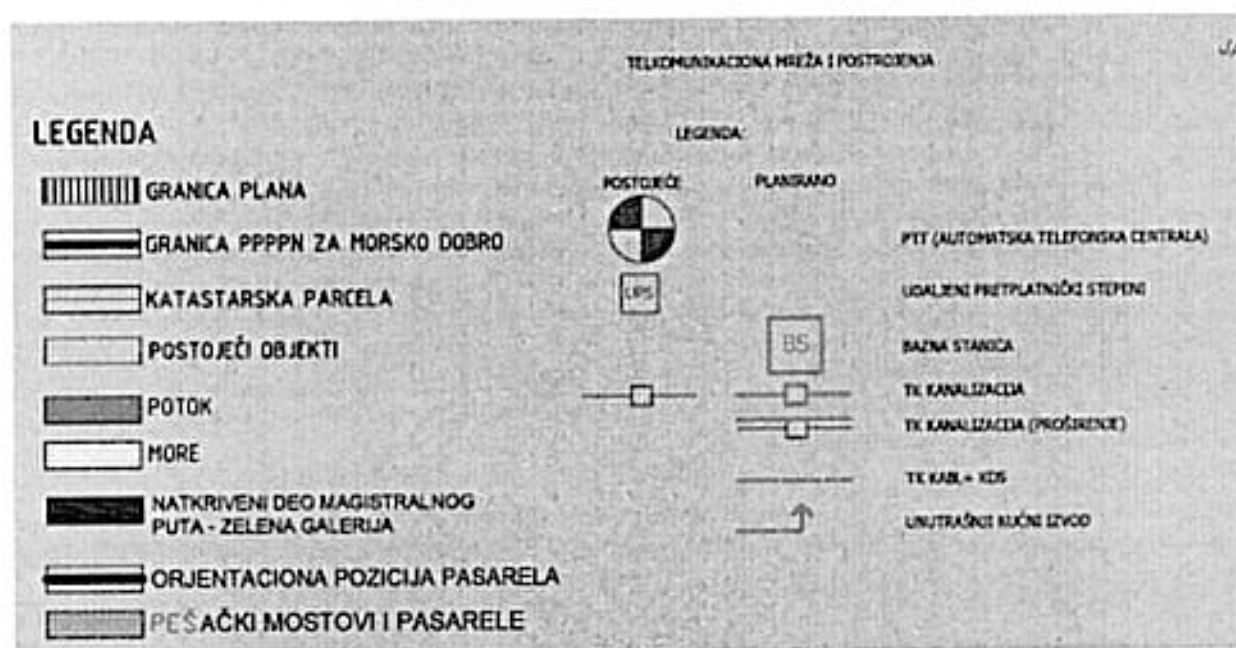 TELKOMUNIKACIONA MREŽA I POSTROJENJA
LEGENDA
GRANICA PLANA
GRANICA PPPPN ZA MORSKO DOBRO
KATASTARSKA PARCELA
POSTOJEĆI OBJEKTI
POTOK
MORE
NATKRIVENI DEO MAGISTRALNOG
PUTA - ZELENA GALERIJA
ORJENTACIONA POZICIJA PASARELA
PEŠAČKI MOSTOVI I PASARELE
LEGENDA:
POSTOJEĆE PLANIRANO
PTT (AUTOMATSKA TELEFONSKA CENTRALA)
UPS UDALJENI PRETPLATNIČKI STEPENI
BS BAZNA STANICA
TK KANALIZACIJA
TK KANALIZACIJA (PROŠIRENJE)
TK KABL+ KDS
UNUTRAŠNJI KUĆNI IZVOD